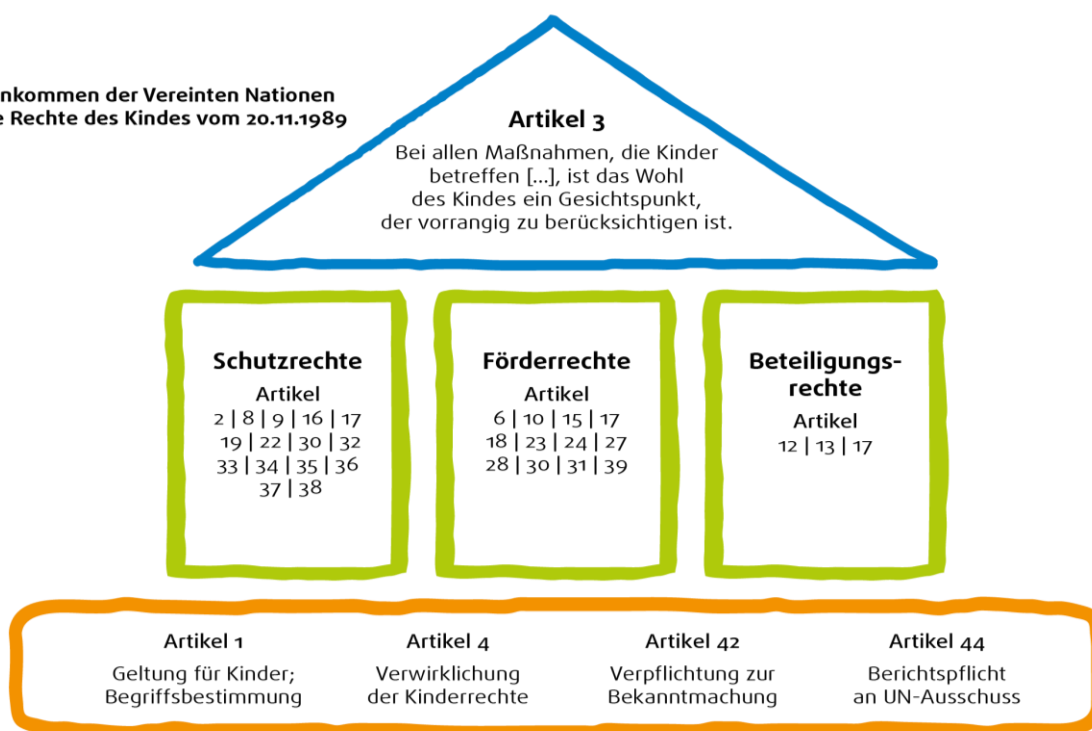 nkommen der Vereinten Nationen
e Rechte des Kindes vom 20.11.1989
Artikel 3
Bei allen Maßnahmen, die Kinder
betreffen [...], ist das Wohl
des Kindes ein Gesichtspunkt,
der vorrangig zu berücksichtigen ist.
Schutzrechte
Artikel
2 | 8 | 9 | 16 | 17
19 | 22 | 30 | 32
33 | 34 | 35 | 36
37 | 38
Förderrechte
Artikel
6 | 10 | 15 | 17
18 | 23 | 24 | 27
28 | 30 | 31 | 39
Beteiligungs-
rechte
Artikel
12 | 13 | 17
Artikel 1
Geltung für Kinder;
Begriffsbestimmung
Artikel 4
Verwirklichung
der Kinderrechte
Artikel 42
Verpflichtung zur
Bekanntmachung
Artikel 44
Berichtspflicht
an UN-Ausschuss